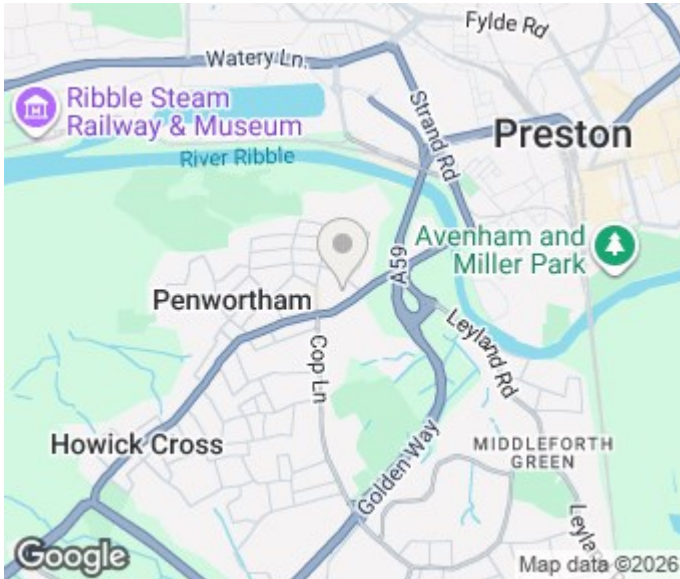 Fylde Rd
Watery Ln.
Ribble Steam
Railway & Museum
Strand Rd
Preston
River Ribble
A59
Avenham and
Miller Park
Penwortham
Leyland Rd
Cop Ln
Howick Cross
MIDDLEFORTH
GREEN
Golden Way
Google
Map data ©2026